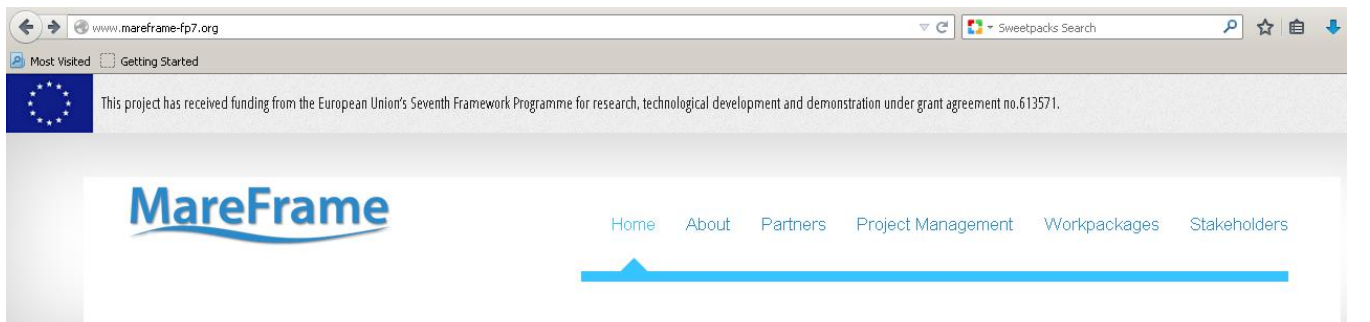 www.mareframe-fp7.org
Sweetpacks Search
Most Visited Getting Started
This project has received funding from the European Union's Seventh Framework Programme for research, technological development and demonstration under grant agreement no.613571.
MareFrame
Home About Partners Project Management Workpackages Stakeholders